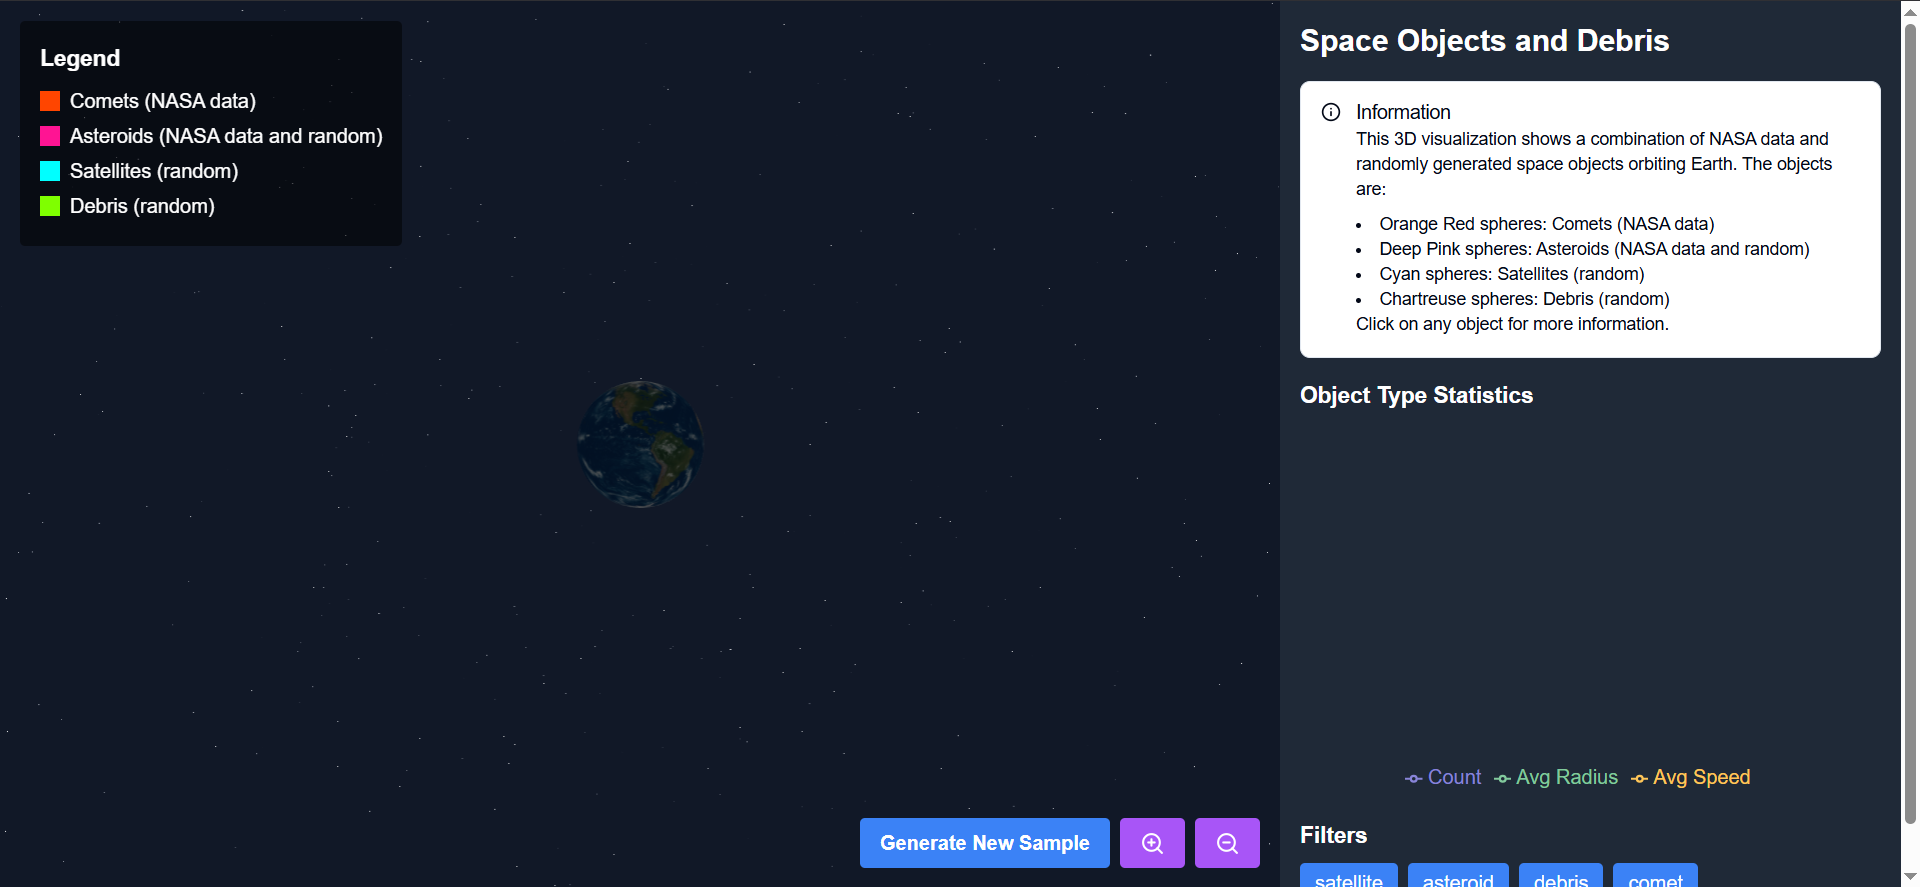 Legend
Comets (NASA data)
Asteroids (NASA data and random)
Satellites (random)
Debris (random)
Generate New Sample
Space Objects and Debris
Information
This 3D visualization shows a combination of NASA data and
randomly generated space objects orbiting Earth. The objects
are:
• Orange Red spheres: Comets (NASA data)
• Deep Pink spheres: Asteroids (NASA data and random)
• Cyan spheres: Satellites (random)
• Chartreuse spheres: Debris (random)
Click on any object for more information.
Object Type Statistics
Count Avg Radius Avg Speed
Filters
satellite asteroid debris comet